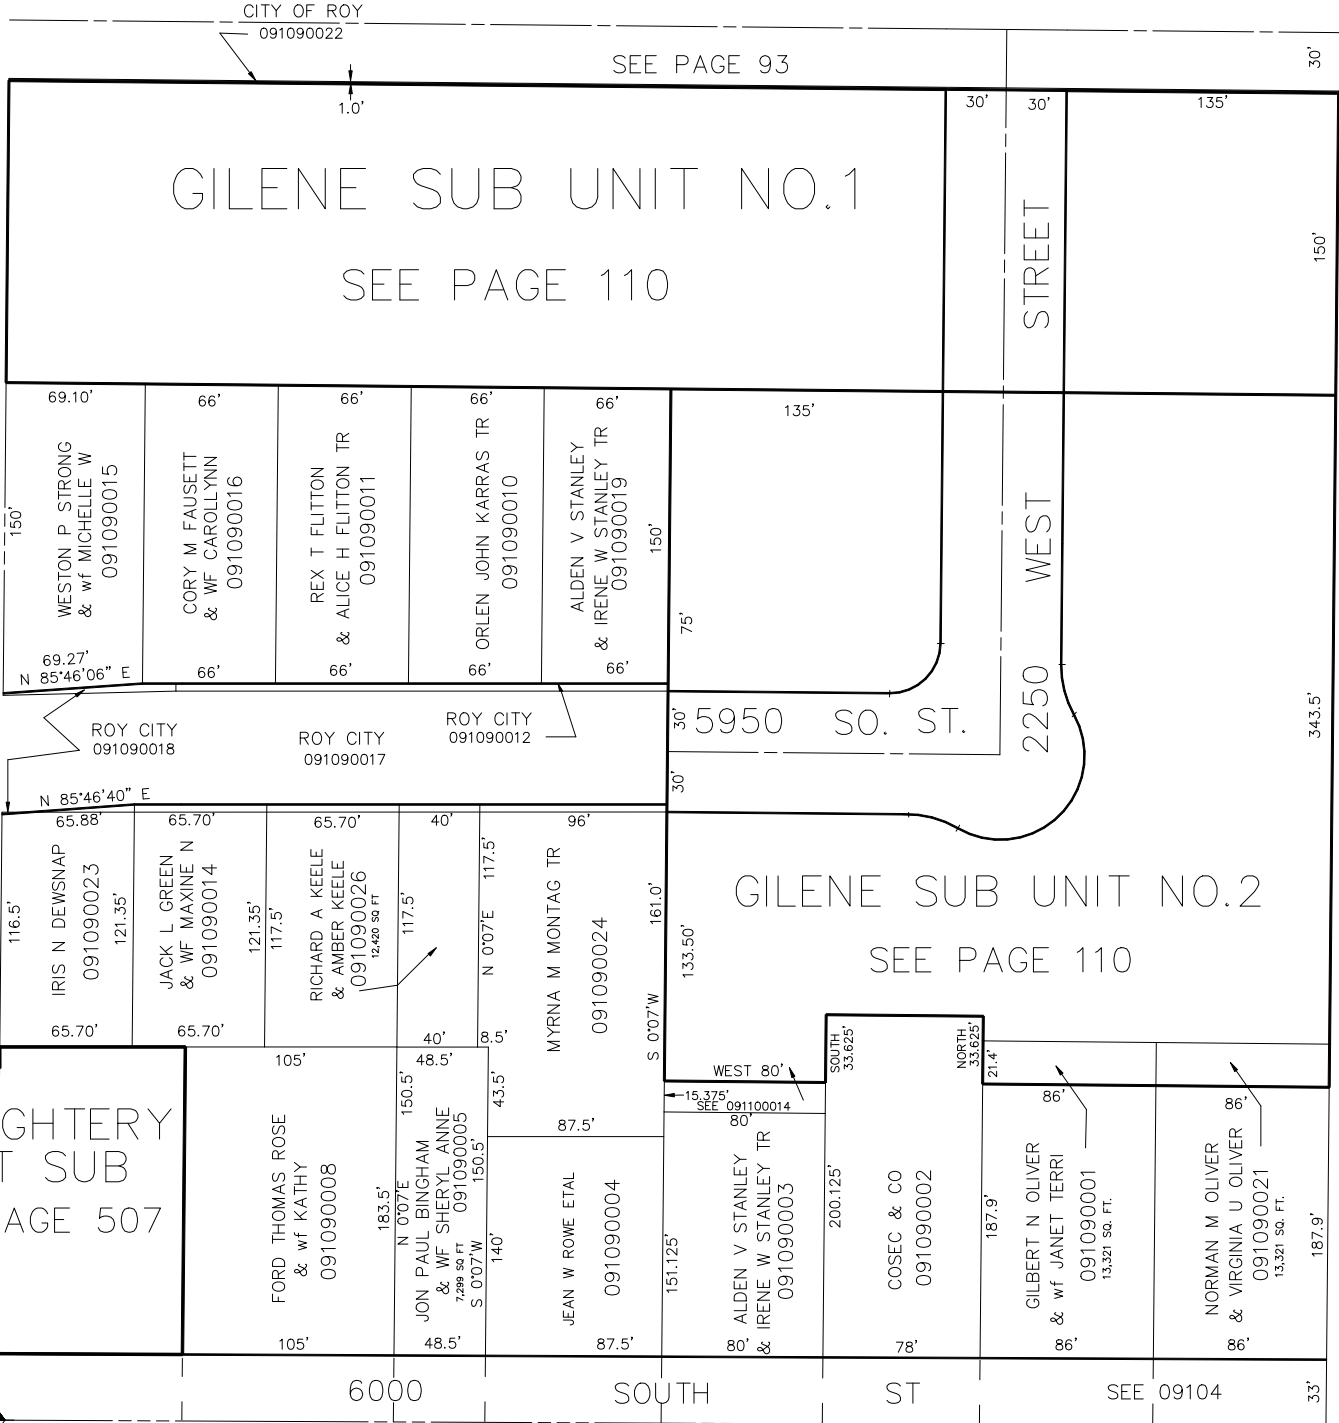 CITY OF ROY
091090022
SEE PAGE 93
30'
1.0'
30'
30'
135'
GILENE SUB UNIT NO.1
SEE PAGE 110
150'
2250 WEST STREET
69.10'
66'
66'
66'
66'
135'
150'
WESTON P STRONG
& wf MICHELLE W
091090015
CORY M FAUSETT
& WF CAROLLYNN
091090016
REX T FLITTON
& ALICE H FLITTON TR
091090011
ORLEN JOHN KARRAS TR
091090010
ALDEN V STANLEY
& IRENE W STANLEY TR
091090019
150'
75'
69.27'
N 85°46'06" E
66'
66'
66'
66'
ROY CITY
091090018
ROY CITY
091090017
ROY CITY
091090012
30'
5950 SO. ST.
30'
343.5'
N 85°46'40" E
65.88'
65.70'
65.70'
40'
96'
116.5'
IRIS N DEWSNAP
091090023
121.35'
JACK L GREEN
& WF MAXINE N
091090014
121.35'
117.5'
RICHARD A KEELE
& AMBER KEELE
091090026
12,420 SQ FT
117.5'
117.5'
N 0°07'E
MYRNA M MONTAG TR
091090024
161.0'
S 0°07'W
133.50'
GILENE SUB UNIT NO.2
SEE PAGE 110
65.70'
65.70'
40'
8.5'
105'
48.5'
SOUTH
33.625'
NORTH
33.625'
21.4'
WEST 80'
15.375'
SEE 091100014
80'
86'
86'
GHTERY
T SUB
AGE 507
FORD THOMAS ROSE
& wf KATHY
091090008
183.5'
150.5'
N 0°07'E
JON PAUL BINGHAM
& WF SHERYL ANNE
091090005
7,299 SQ FT
150.5'
S 0°07'W
43.5'
140'
87.5'
JEAN W ROWE ETAL
091090004
151.125'
ALDEN V STANLEY
& IRENE W STANLEY TR
091090003
200.125'
COSEC & CO
091090002
187.9'
GILBERT N OLIVER
& wf JANET TERRI
091090001
13,321 SQ. FT.
NORMAN M OLIVER
& VIRGINIA U OLIVER
091090021
13,321 SQ. FT.
187.9'
105'
48.5'
87.5'
80'
78'
86'
86'
6000 SOUTH ST
SEE 09104
33'